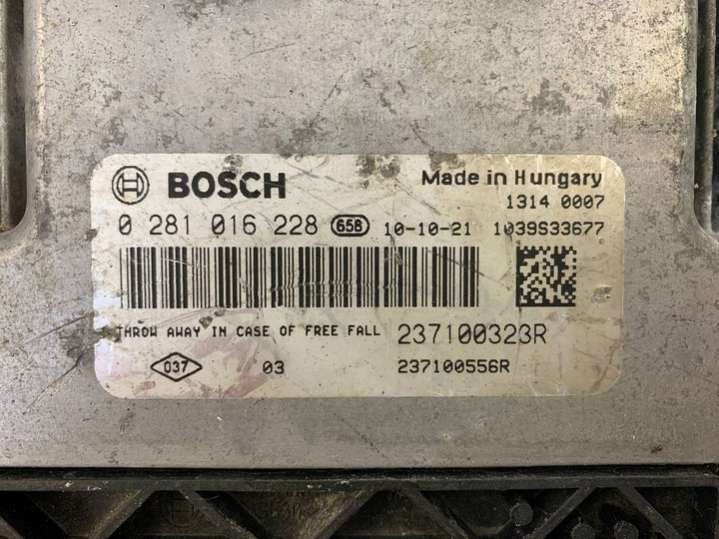 BOSCH Made in Hungary
1314 0007
0 281 016 228 658 10-10-21 1039S33677
THROW AWAY IN CASE OF FREE FALL 237100323R
037 03 237100556R